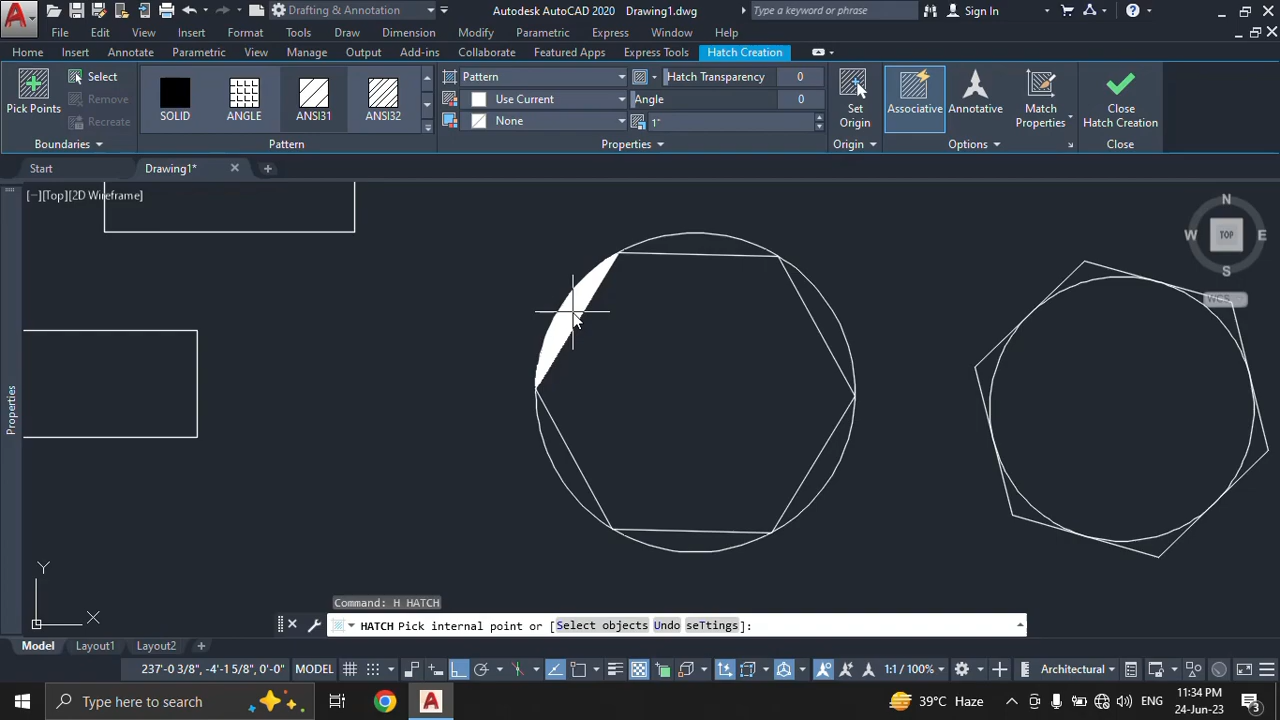 Drafting & Annotation
Autodesk AutoCAD 2020 Drawing1.dwg
Type a keyword or phrase
Sign In
File Edit View Insert Format Tools Draw Dimension Modify Parametric Express Window Help
Home Insert Annotate Parametric View Manage Output Add-ins Collaborate Featured Apps Express Tools Hatch Creation
Pick Points
Select
Remove
Recreate
Boundaries
SOLID ANGLE ANSI31 ANSI32
Pattern
Pattern
Use Current
None
Hatch Transparency 0
Angle 0
1"
Properties
Set
Origin
Origin
Associative
Annotative
Match
Properties
Options
Close
Hatch Creation
Close
Start Drawing1*
[−][Top][2D Wireframe]
N
W TOP E
S
WCS
Properties
Y
X
Command: H HATCH
HATCH Pick internal point or [Select objects Undo seTtings]:
Model Layout1 Layout2
237'-0 3/8", -4'-1 5/8", 0'-0" MODEL 1:1 / 100% Architectural
Type here to search
39°C Haze
ENG
11:34 PM
24-Jun-23
3